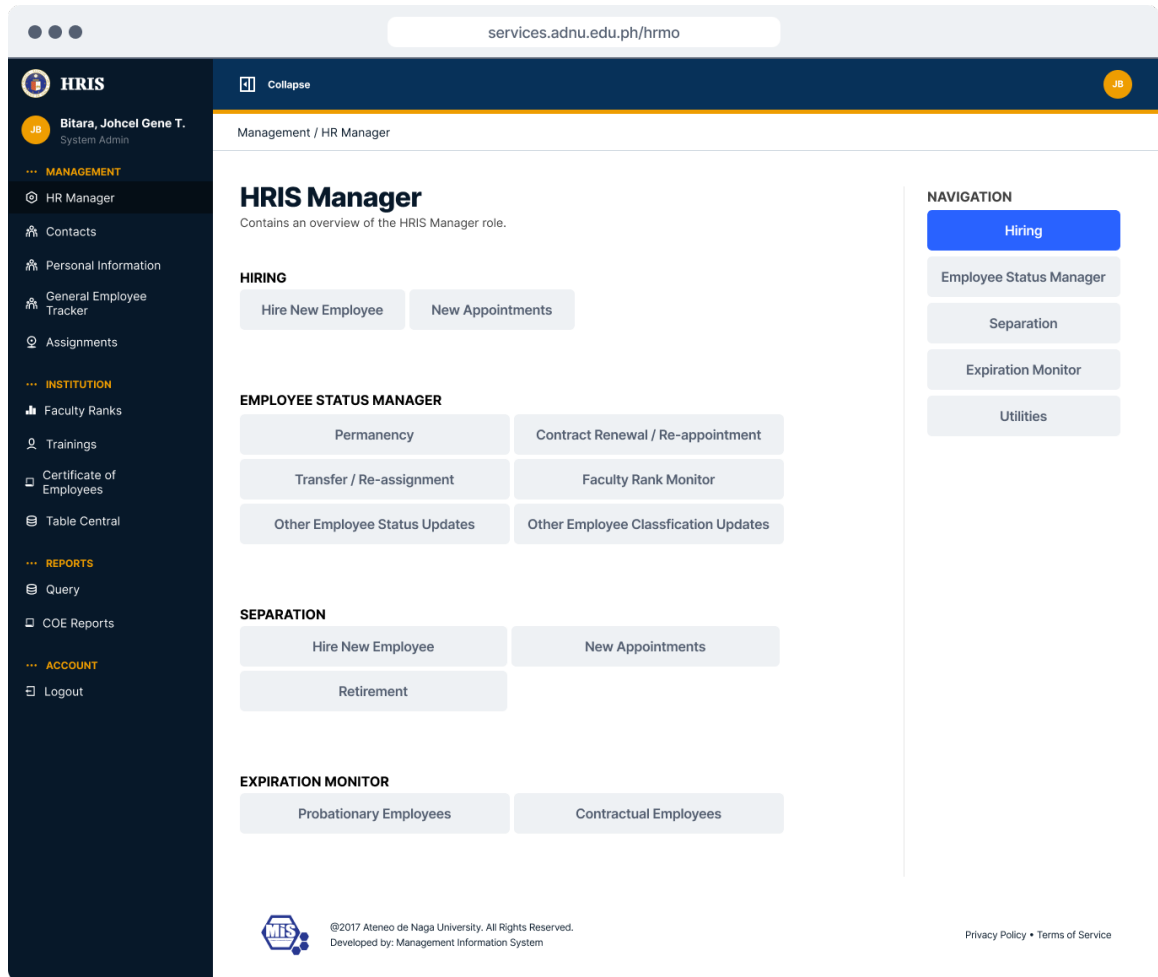 services.adnu.edu.ph/hrmo
HRIS
Collapse
JB
JB
Bitara, Johcel Gene T.
System Admin
MANAGEMENT
HR Manager
Contacts
Personal Information
General Employee
Tracker
Assignments
INSTITUTION
Faculty Ranks
Trainings
Certificate of
Employees
Table Central
REPORTS
Query
COE Reports
ACCOUNT
Logout
Management / HR Manager
HRIS Manager
Contains an overview of the HRIS Manager role.
HIRING
Hire New Employee
New Appointments
EMPLOYEE STATUS MANAGER
Permanency
Contract Renewal / Re-appointment
Transfer / Re-assignment
Faculty Rank Monitor
Other Employee Status Updates
Other Employee Classfication Updates
SEPARATION
Hire New Employee
New Appointments
Retirement
EXPIRATION MONITOR
Probationary Employees
Contractual Employees
NAVIGATION
Hiring
Employee Status Manager
Separation
Expiration Monitor
Utilities
MIS
@2017 Ateneo de Naga University. All Rights Reserved.
Developed by: Management Information System
Privacy Policy • Terms of Service